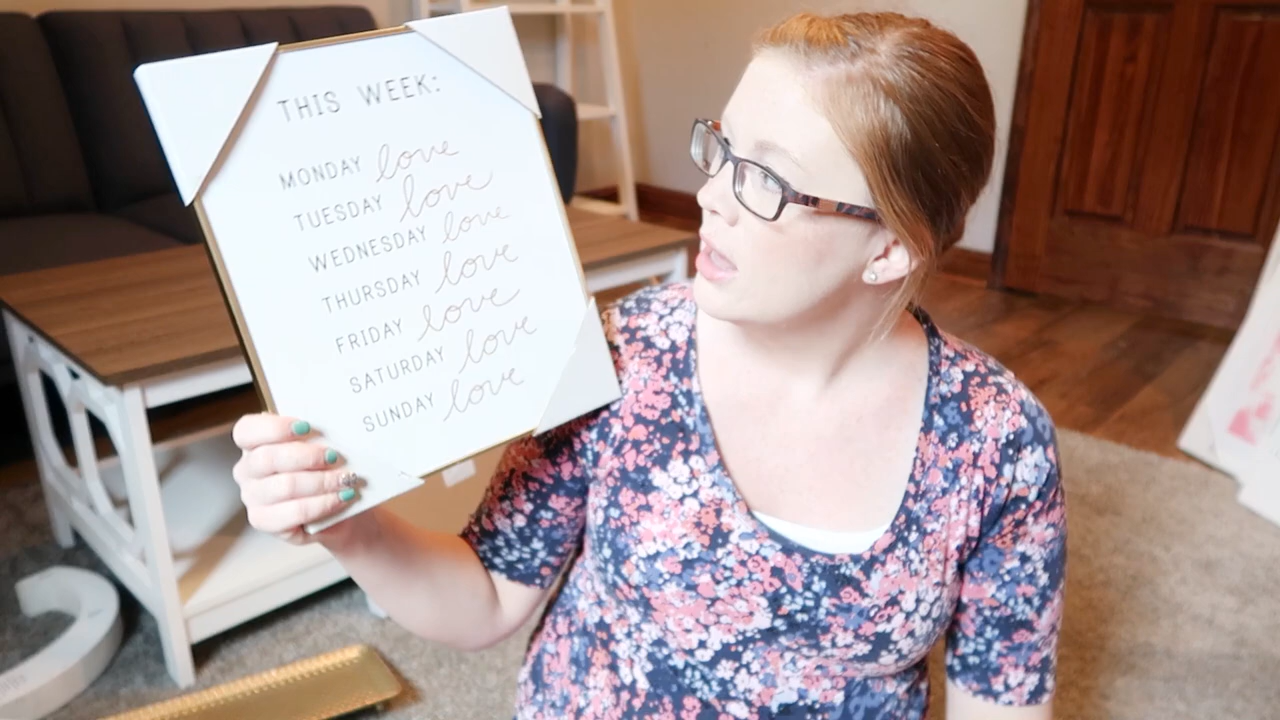 THIS WEEK:
MONDAY love
TUESDAY love
WEDNESDAY love
THURSDAY love
FRIDAY love
SATURDAY love
SUNDAY love